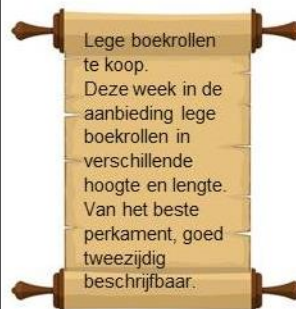 Lege boekrollen
te koop.
Deze week in de
aanbieding lege
boekrollen in
verschillende
hoogte en lengte.
Van het beste
perkament, goed
tweezijdig
beschrijfbaar.